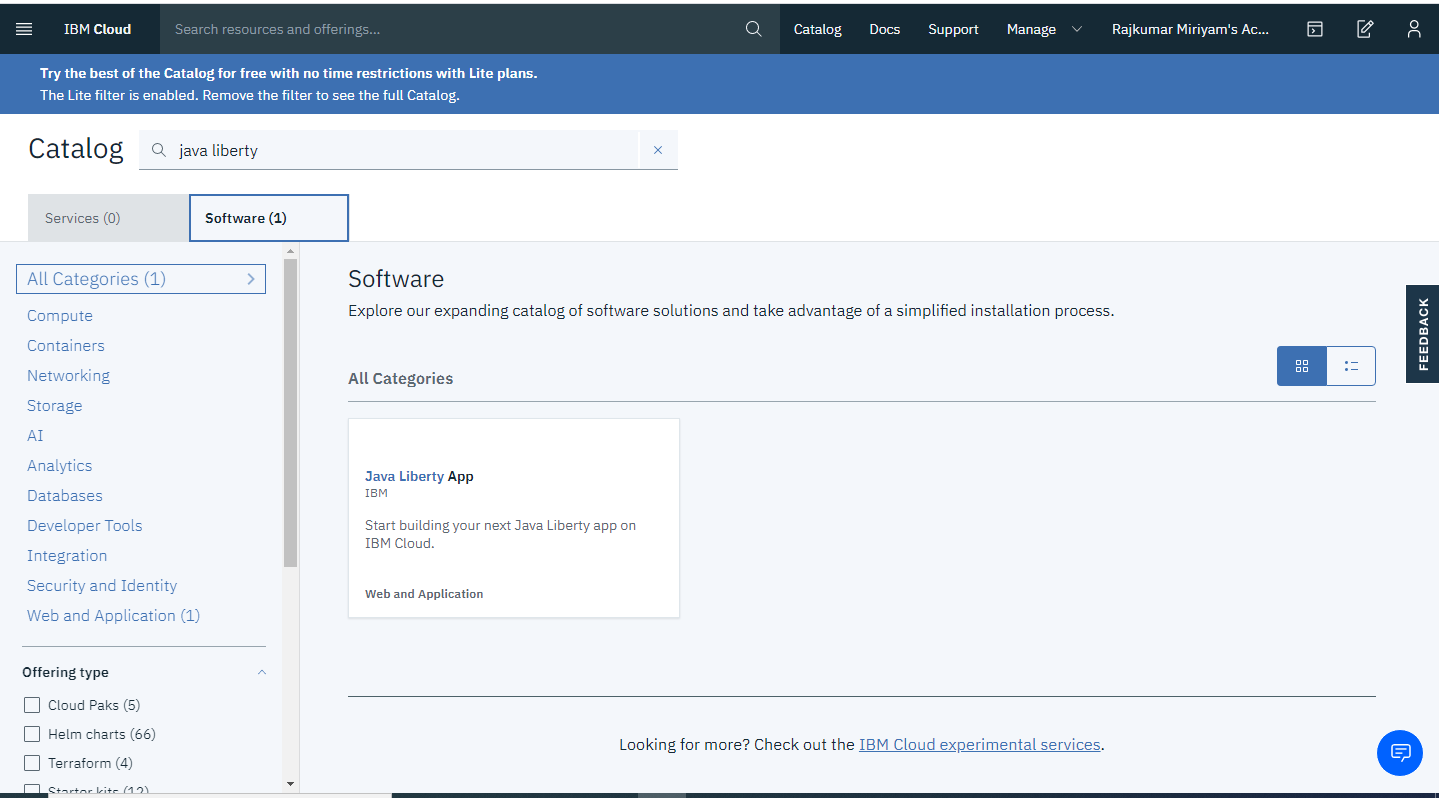 IBM Cloud
Search resources and offerings...
Catalog
Docs
Support
Manage
Rajkumar Miriyam's Ac...
Try the best of the Catalog for free with no time restrictions with Lite plans.
The Lite filter is enabled. Remove the filter to see the full Catalog.
Catalog
java liberty
Services (0)
Software (1)
All Categories (1)
Compute
Containers
Networking
Storage
AI
Analytics
Databases
Developer Tools
Integration
Security and Identity
Web and Application (1)
Offering type
Cloud Paks (5)
Helm charts (66)
Terraform (4)
Starter kits (12)
Software
Explore our expanding catalog of software solutions and take advantage of a simplified installation process.
All Categories
Java Liberty App
IBM
Start building your next Java Liberty app on
IBM Cloud.
Web and Application
Looking for more? Check out the IBM Cloud experimental services.
FEEDBACK